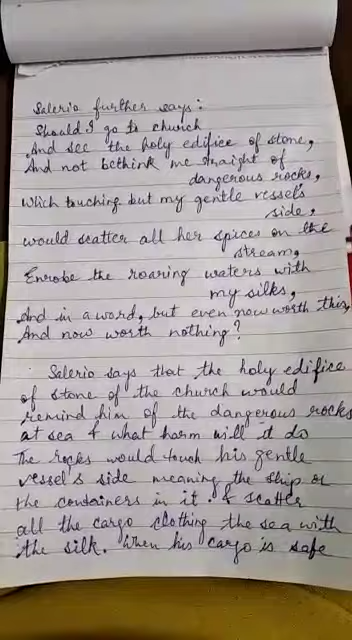 Salerio further says:
Should I go to church
And see the holy edifice of stone,
And not bethink me straight of
dangerous rocks,
Which touching but my gentle vessel's
side,
would scatter all her spices on the
stream,
Enrobe the roaring waters with
my silks,
And in a word, but even now worth this,
And now worth nothing?
Salerio says that the holy edifice
of stone of the church would
remind him of the dangerous rocks
at sea & what harm will it do
The rocks would touch his gentle
vessel's side meaning the ship or
the containers in it. & scatter
all the cargo clothing the sea with
the silk. When his cargo is safe